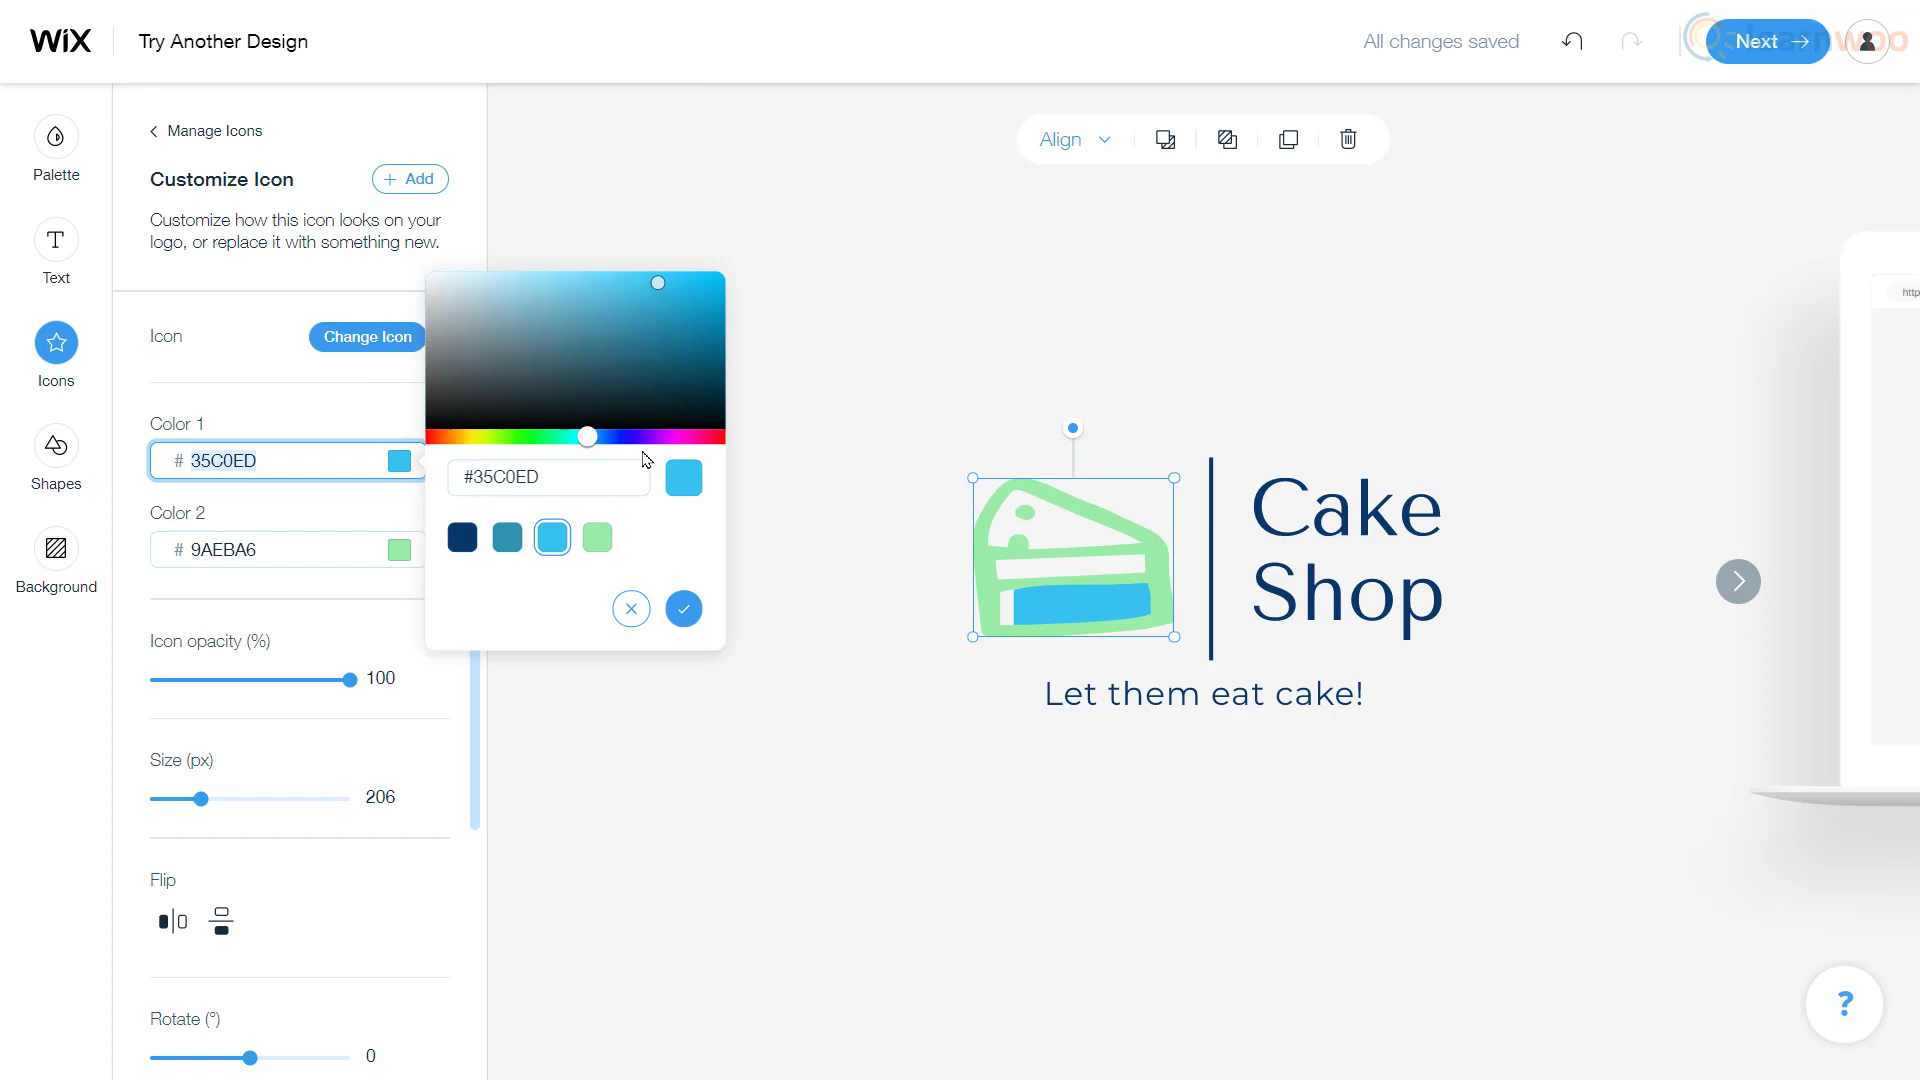 WiX
Try Another Design
All changes saved
Next
Manage Icons
Customize Icon
Add
Customize how this icon looks on your
logo, or replace it with something new.
Palette
Text
Icons
Shapes
Background
Icon
Change Icon
Color 1
# 35C0ED
Color 2
# 9AEBA6
#35C0ED
Icon opacity (%)
100
Size (px)
206
Flip
Rotate (°)
0
Align
Cake
Shop
Let them eat cake!
http
?